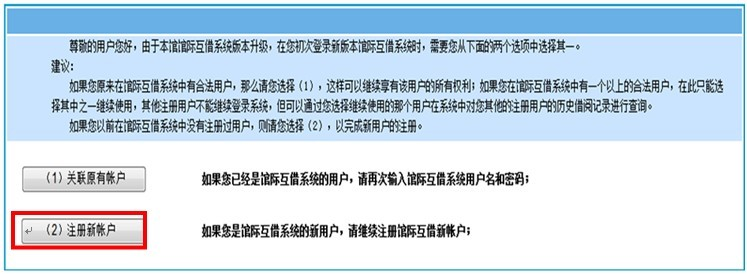 尊敬的用户您好，由于本馆馆际互借系统版本升级，在您初次登录新版本馆际互借系统时，需要您从下面的两个选项中选择其一。
建议：
如果您原来在馆际互借系统中有合法用户，那么请您选择（1），这样可以继续享有该用户的所有权利；如果您在馆际互借系统中有一个以上的合法用户，在此只能选
择其中之一继续使用，其他注册用户不能继续登录系统，但可以通过您选择继续使用的那个用户在系统中对您其他的注册用户的历史借阅记录进行查询。
如果您以前在馆际互借系统中没有注册过用户，则请您选择（2），以完成新用户的注册。
（1）关联原有帐户 如果您已经是馆际互借系统的用户，请再次输入馆际互借系统用户名和密码；
（2）注册新帐户 如果您是馆际互借系统的新用户，请继续注册馆际互借新帐户；